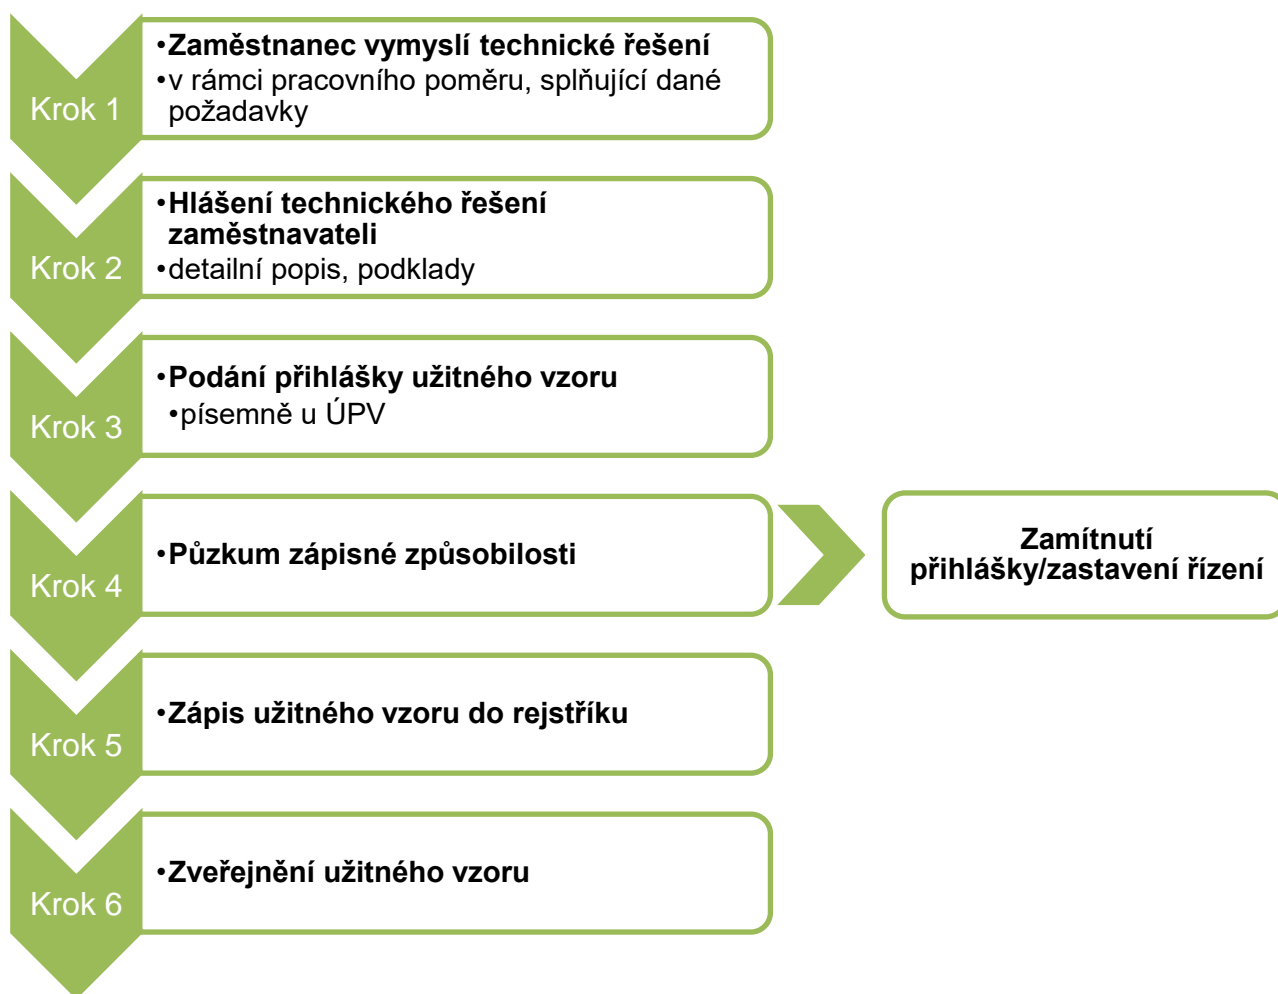 Krok 1
•Zaměstnanec vymyslí technické řešení
•v rámci pracovního poměru, splňující dané
požadavky
Krok 2
•Hlášení technického řešení
zaměstnavateli
•detailní popis, podklady
Krok 3
•Podání přihlášky užitného vzoru
•písemně u ÚPV
Krok 4
•Půzkum zápisné způsobilosti
Zamítnutí
přihlášky/zastavení řízení
Krok 5
•Zápis užitného vzoru do rejstříku
Krok 6
•Zveřejnění užitného vzoru